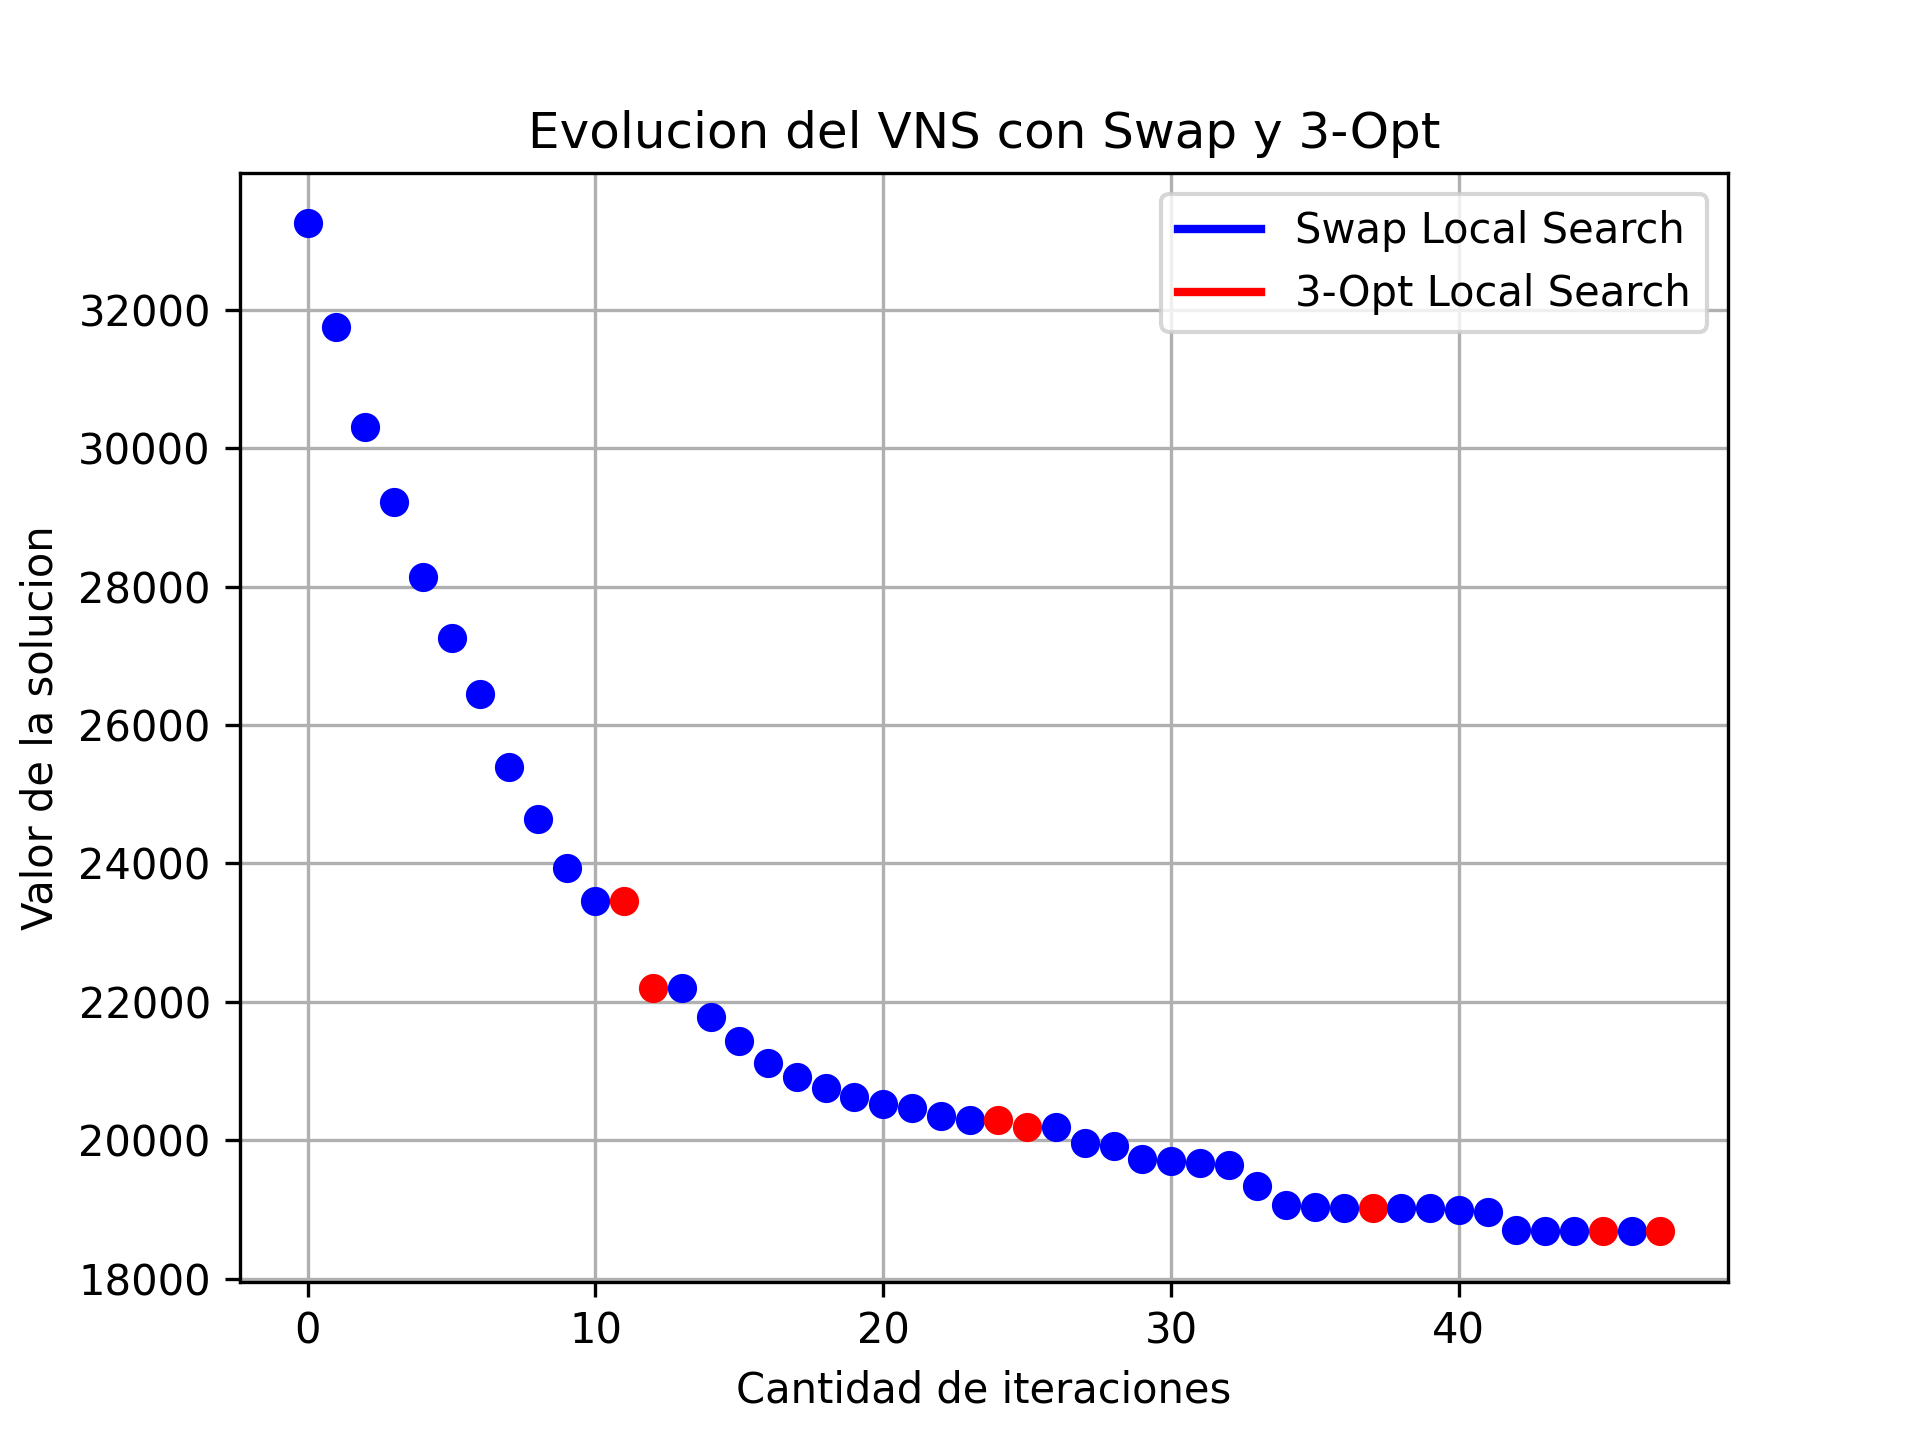 Evolucion del VNS con Swap y 3-Opt
Swap Local Search
3-Opt Local Search
Valor de la solucion
32000
30000
28000
26000
24000
22000
20000
18000
0 10 20 30 40
Cantidad de iteraciones